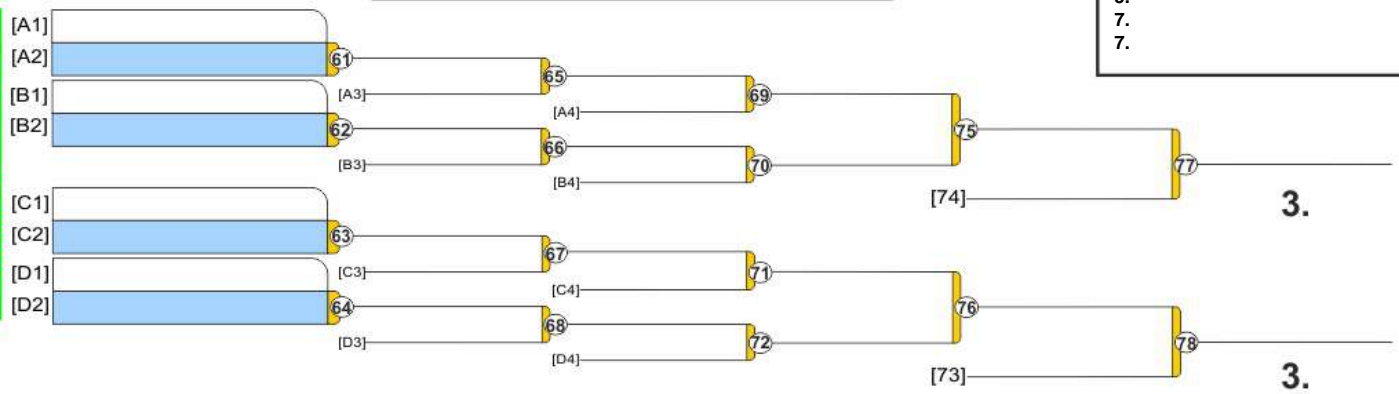 5.
7.
7.
[A1]
[A2]
61
[A3]
65
[A4]
69
[B1]
[B2]
62
[B3]
66
[B4]
70
75
[74]
77
3.
[C1]
[C2]
63
[C3]
67
[C4]
71
[D1]
[D2]
64
[D3]
68
[D4]
72
76
[73]
78
3.